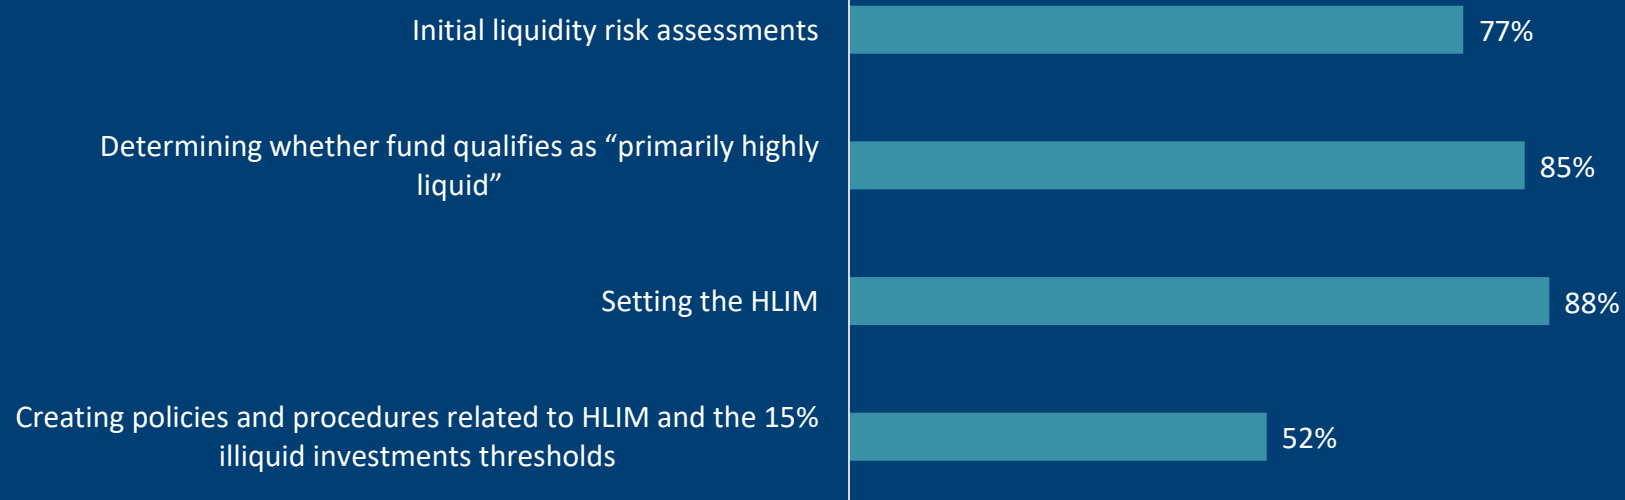 Initial liquidity risk assessments
77%
Determining whether fund qualifies as “primarily highly
liquid”
85%
Setting the HLIM
88%
Creating policies and procedures related to HLIM and the 15%
illiquid investments thresholds
52%